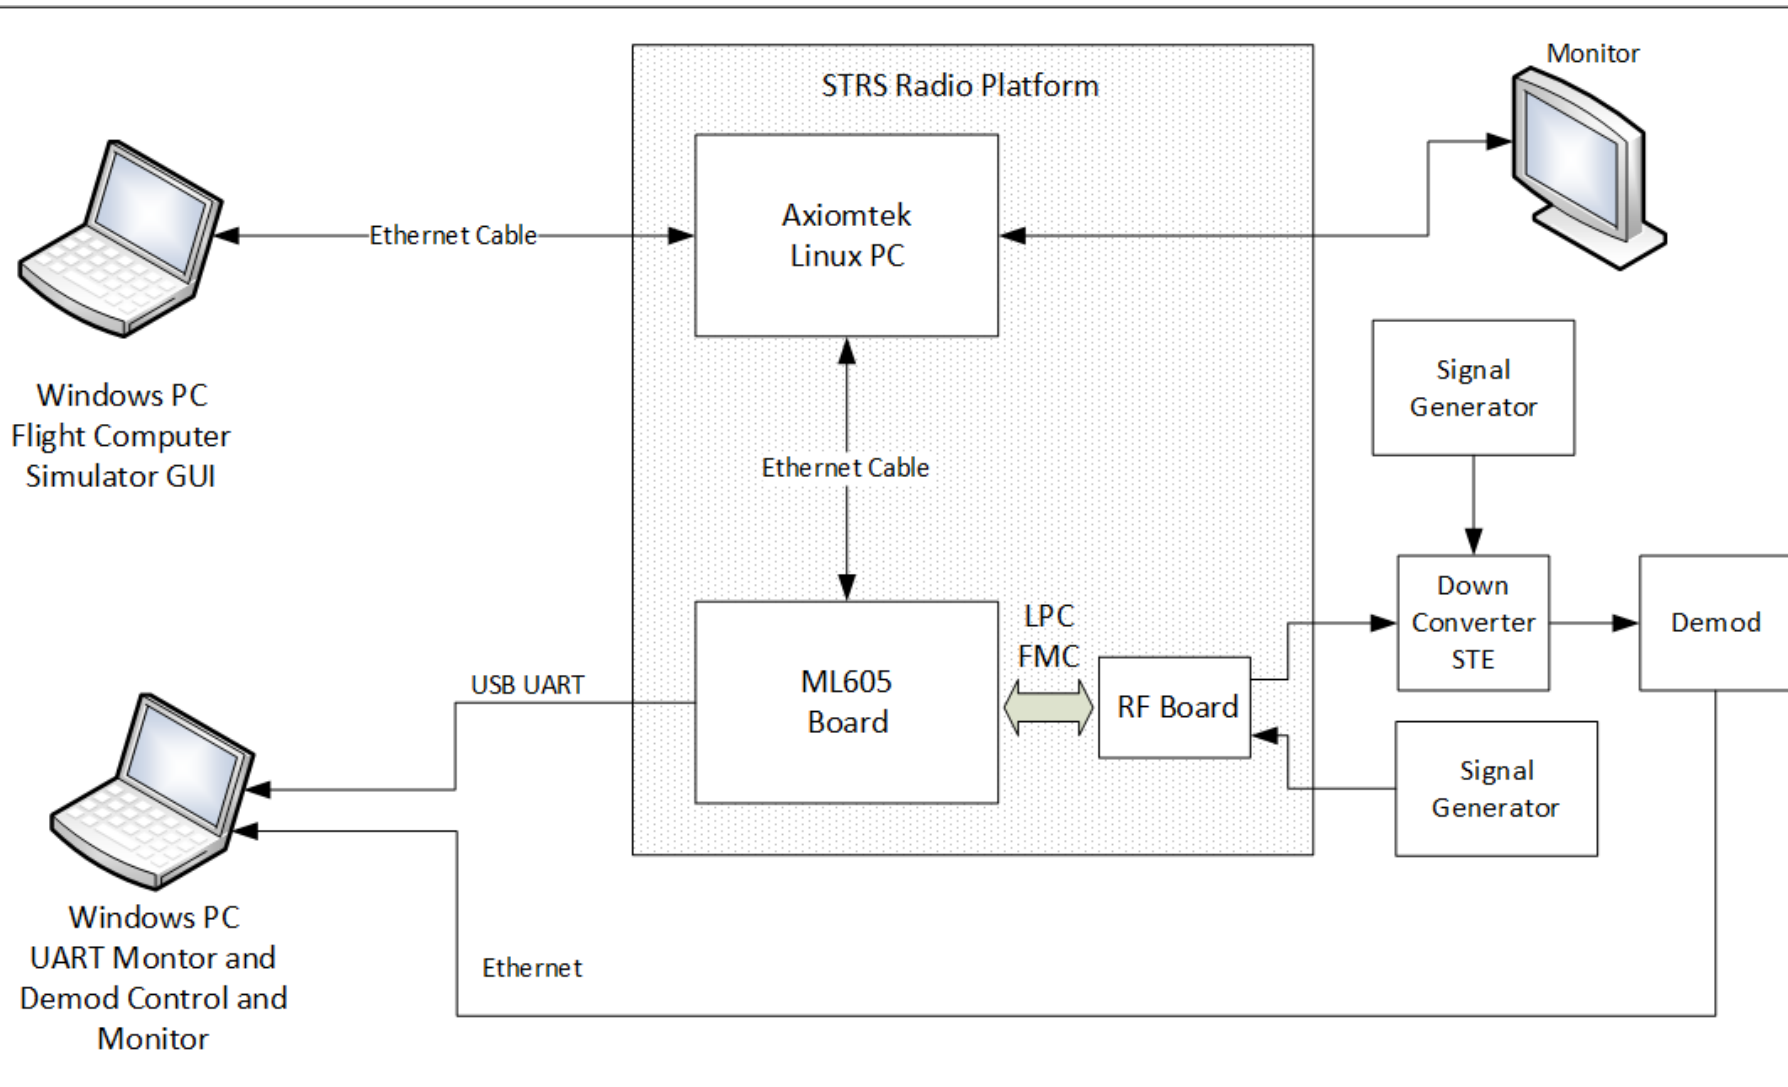 STRS Radio Platform
Monitor
Axiomtek
Linux PC
Ethernet Cable
Windows PC
Flight Computer
Simulator GUI
Signal
Generator
Ethernet Cable
Down
Converter
STE
Demod
LPC
FMC
ML605
Board
RF Board
USB UART
Signal
Generator
Windows PC
UART Montor and
Demod Control and
Monitor
Ethernet